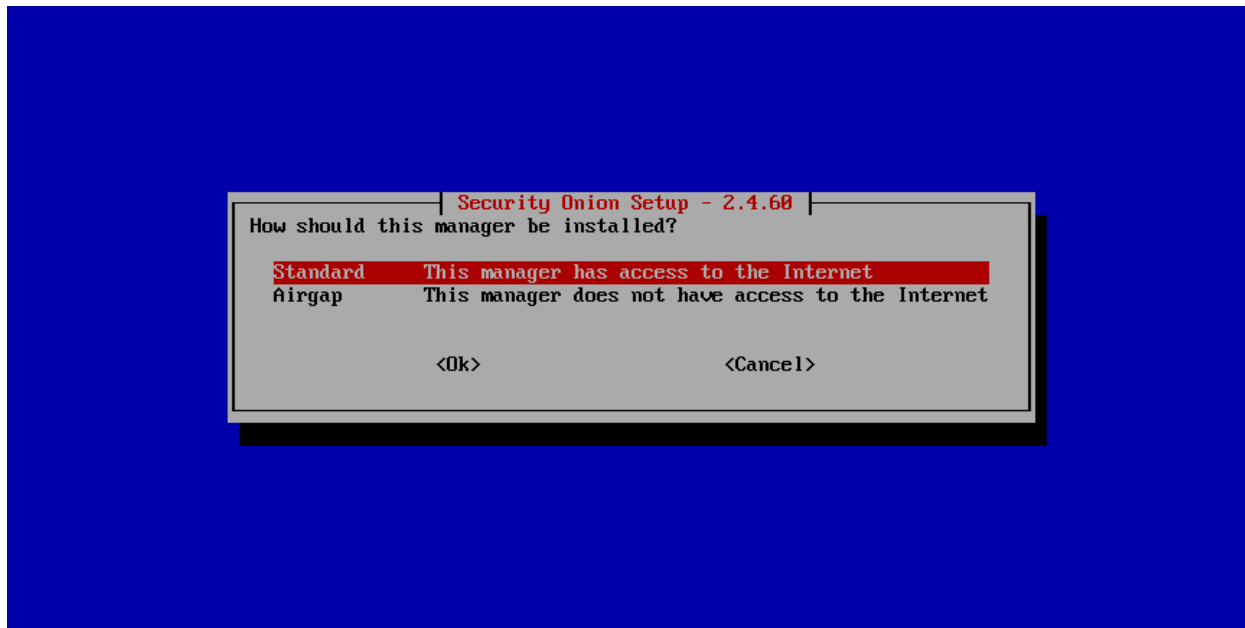 Security Onion Setup - 2.4.60
How should this manager be installed?
Standard This manager has access to the Internet
Airgap This manager does not have access to the Internet
<Ok> <Cancel>